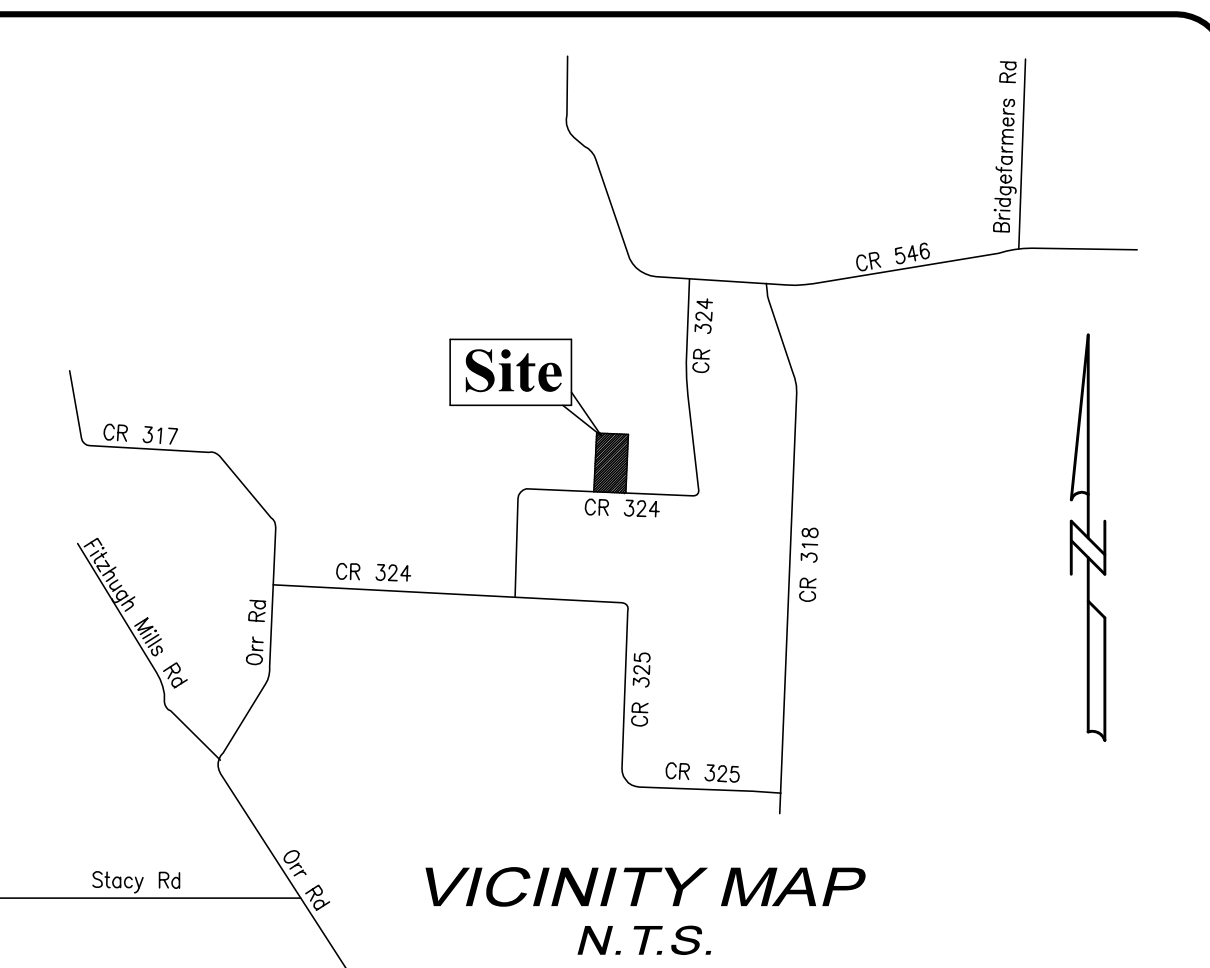 Bridgefarmers Rd
CR 546
CR 324
Site
CR 317
CR 324
CR 318
Fitzhugh Mills Rd
CR 324
Orr Rd
CR 325
CR 325
Orr Rd
Stacy Rd
VICINITY MAP
N.T.S.
N